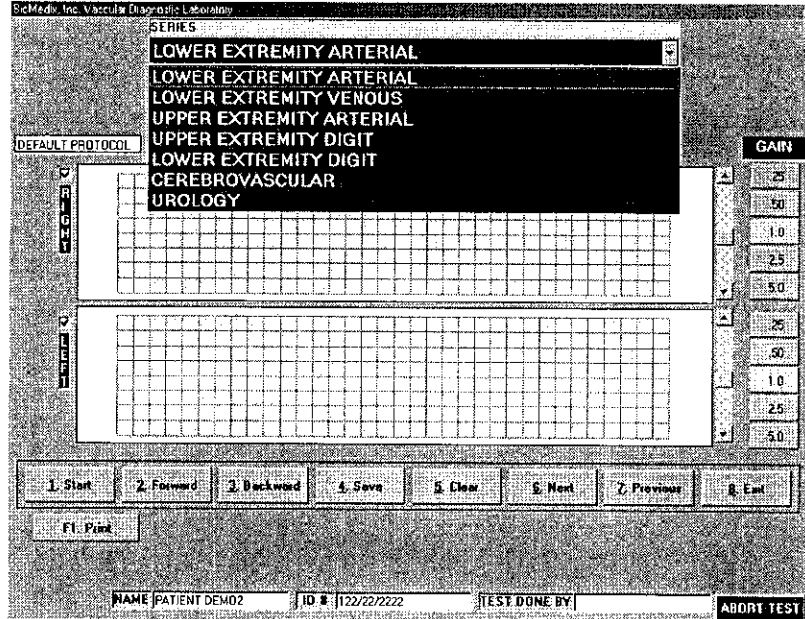 BioMedix, Inc. Vascular Diagnostic Laboratory
SERIES
LOWER EXTREMITY ARTERIAL
LOWER EXTREMITY ARTERIAL
LOWER EXTREMITY VENOUS
UPPER EXTREMITY ARTERIAL
UPPER EXTREMITY DIGIT
LOWER EXTREMITY DIGIT
CEREBROVASCULAR
UROLOGY
DEFAULT PROTOCOL
GAIN
RIGHT
.25
.50
1.0
2.5
5.0
LEFT
.25
.50
1.0
2.5
5.0
1. Start 2. Forward 3. Backward 4. Save 5. Clear 6. Next 7. Previous 8. Exit
F1. Print
NAME PATIENT DEMO2 ID # 122/22/2222 TEST DONE BY
ABORT TEST